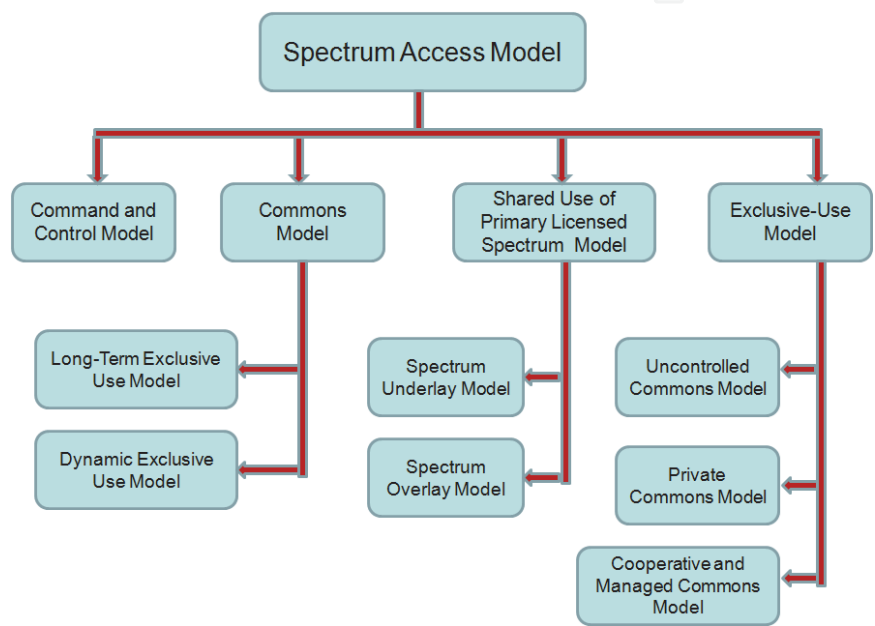 Spectrum Access Model
Command and
Control Model
Commons
Model
Shared Use of
Primary Licensed
Spectrum Model
Exclusive-Use
Model
Long-Term Exclusive
Use Model
Dynamic Exclusive
Use Model
Spectrum
Underlay Model
Spectrum
Overlay Model
Uncontrolled
Commons Model
Private
Commons Model
Cooperative and
Managed Commons
Model